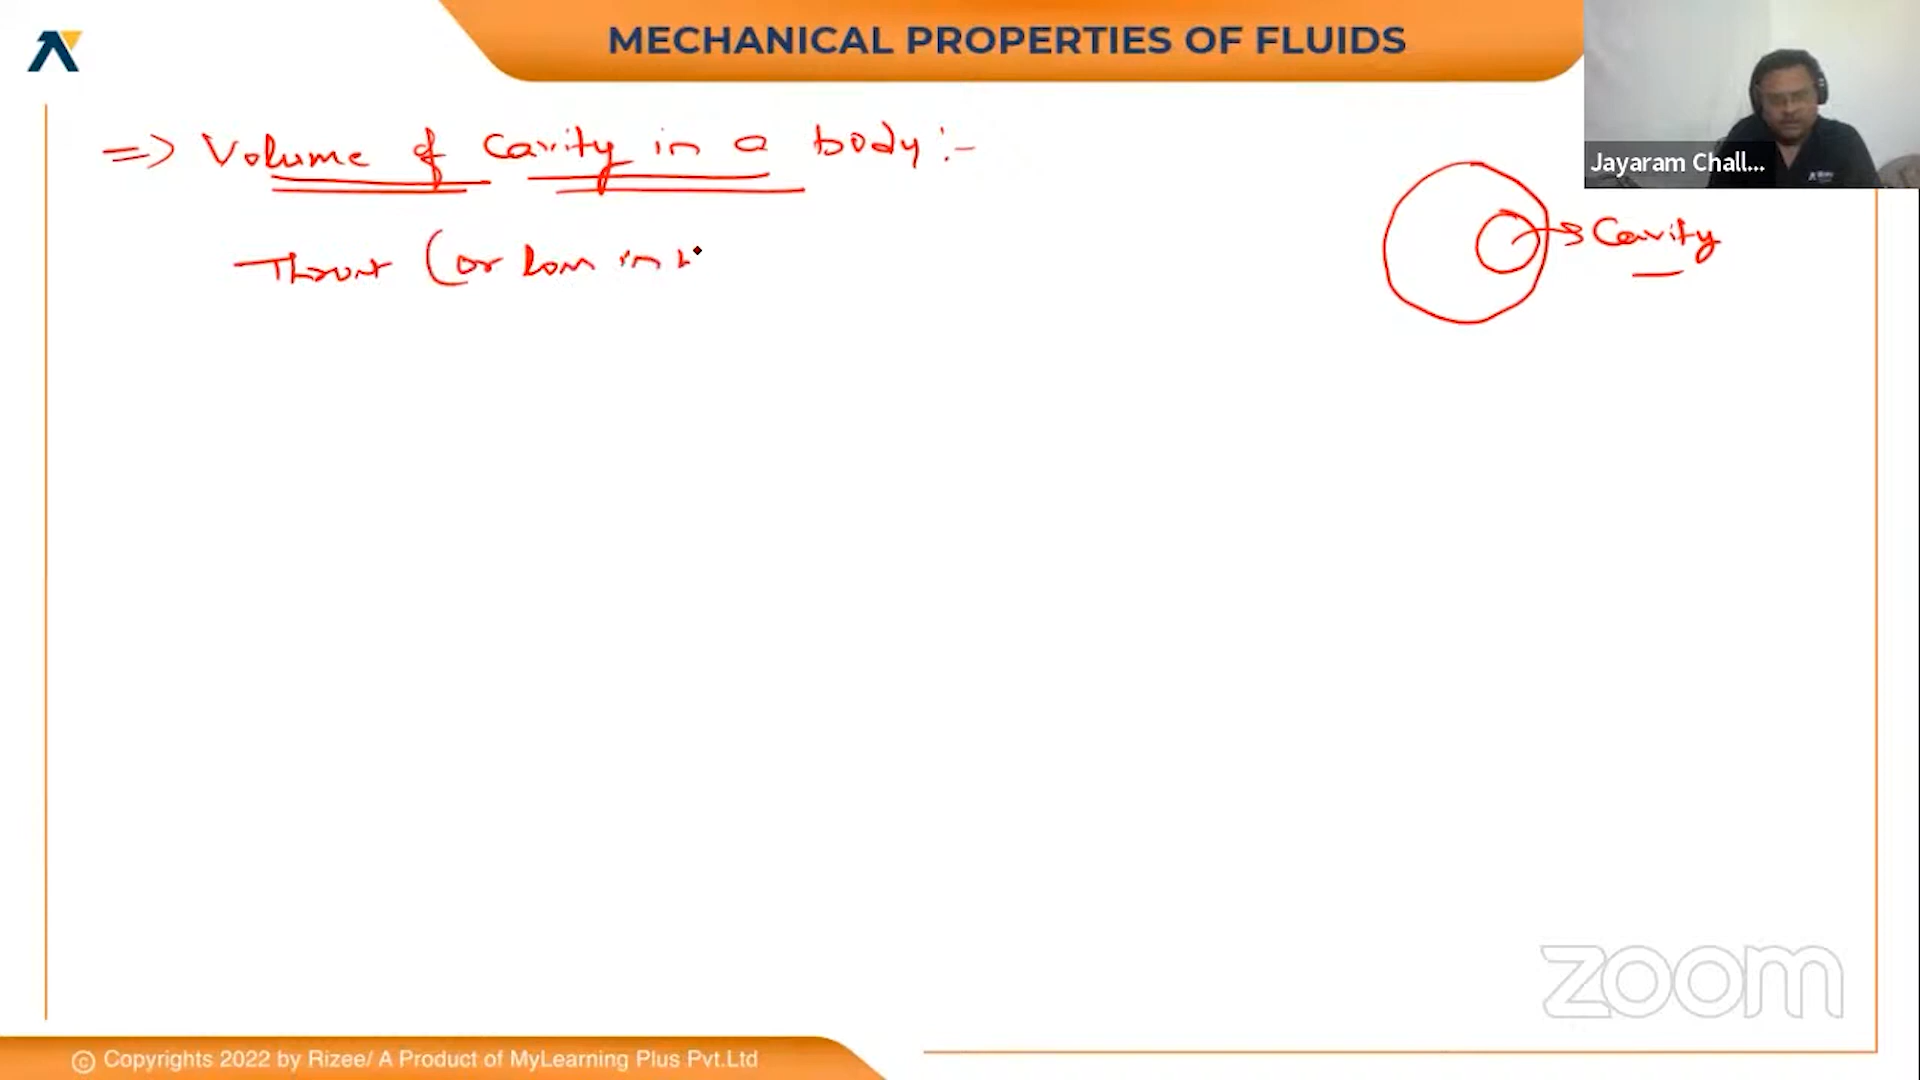 MECHANICAL PROPERTIES OF FLUIDS
Jayaram Chall...
=> Volume of Cavity in a body :-
Cavity
Thrust (or loss in
zoom
© Copyrights 2022 by Rizee/ A Product of MyLearning Plus Pvt.Ltd